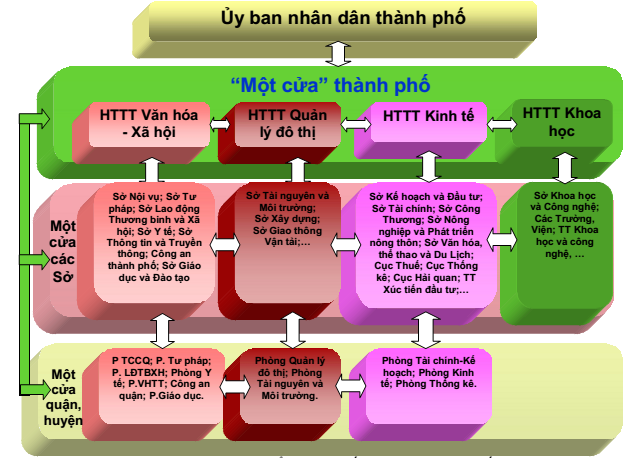 Ủy ban nhân dân thành phố
“Một cửa” thành phố
HTTT Văn hóa
- Xã hội
HTTT Quản
lý đô thị
HTTT Kinh tế
HTTT Khoa
học
Một
cửa
các
Sở
Sở Nội vụ; Sở Tư
pháp; Sở Lao động
Thương binh và Xã
hội; Sở Y tế; Sở
Thông tin và Truyền
thông; Công an
thành phố; Sở Giáo
dục và Đào tạo
Sở Tài nguyên và
Môi trường;
Sở Xây dựng;
Sở Giao thông
Vận tải;...
Sở Kế hoạch và Đầu tư;
Sở Tài chính; Sở Công
Thương; Sở Nông
nghiệp và Phát triển
nông thôn; Sở Văn hóa,
thể thao và Du Lịch;
Cục Thuế; Cục Thống
kê; Cục Hải quan; TT
Xúc tiến đầu tư;...
Sở Khoa học
và Công nghệ;
Các Trường,
Viện; TT Khoa
học và công
nghệ, ...
Một
cửa
quận,
huyện
P TCCQ; P. Tư pháp;
P. LĐTBXH; Phòng Y
tế; P.VHTT; Công an
quận; P.Giáo dục.
Phòng Quản lý
đô thị; Phòng
Tài nguyên và
Môi trường.
Phòng Tài chính-Kế
hoạch; Phòng Kinh
tế; Phòng Thống kê.